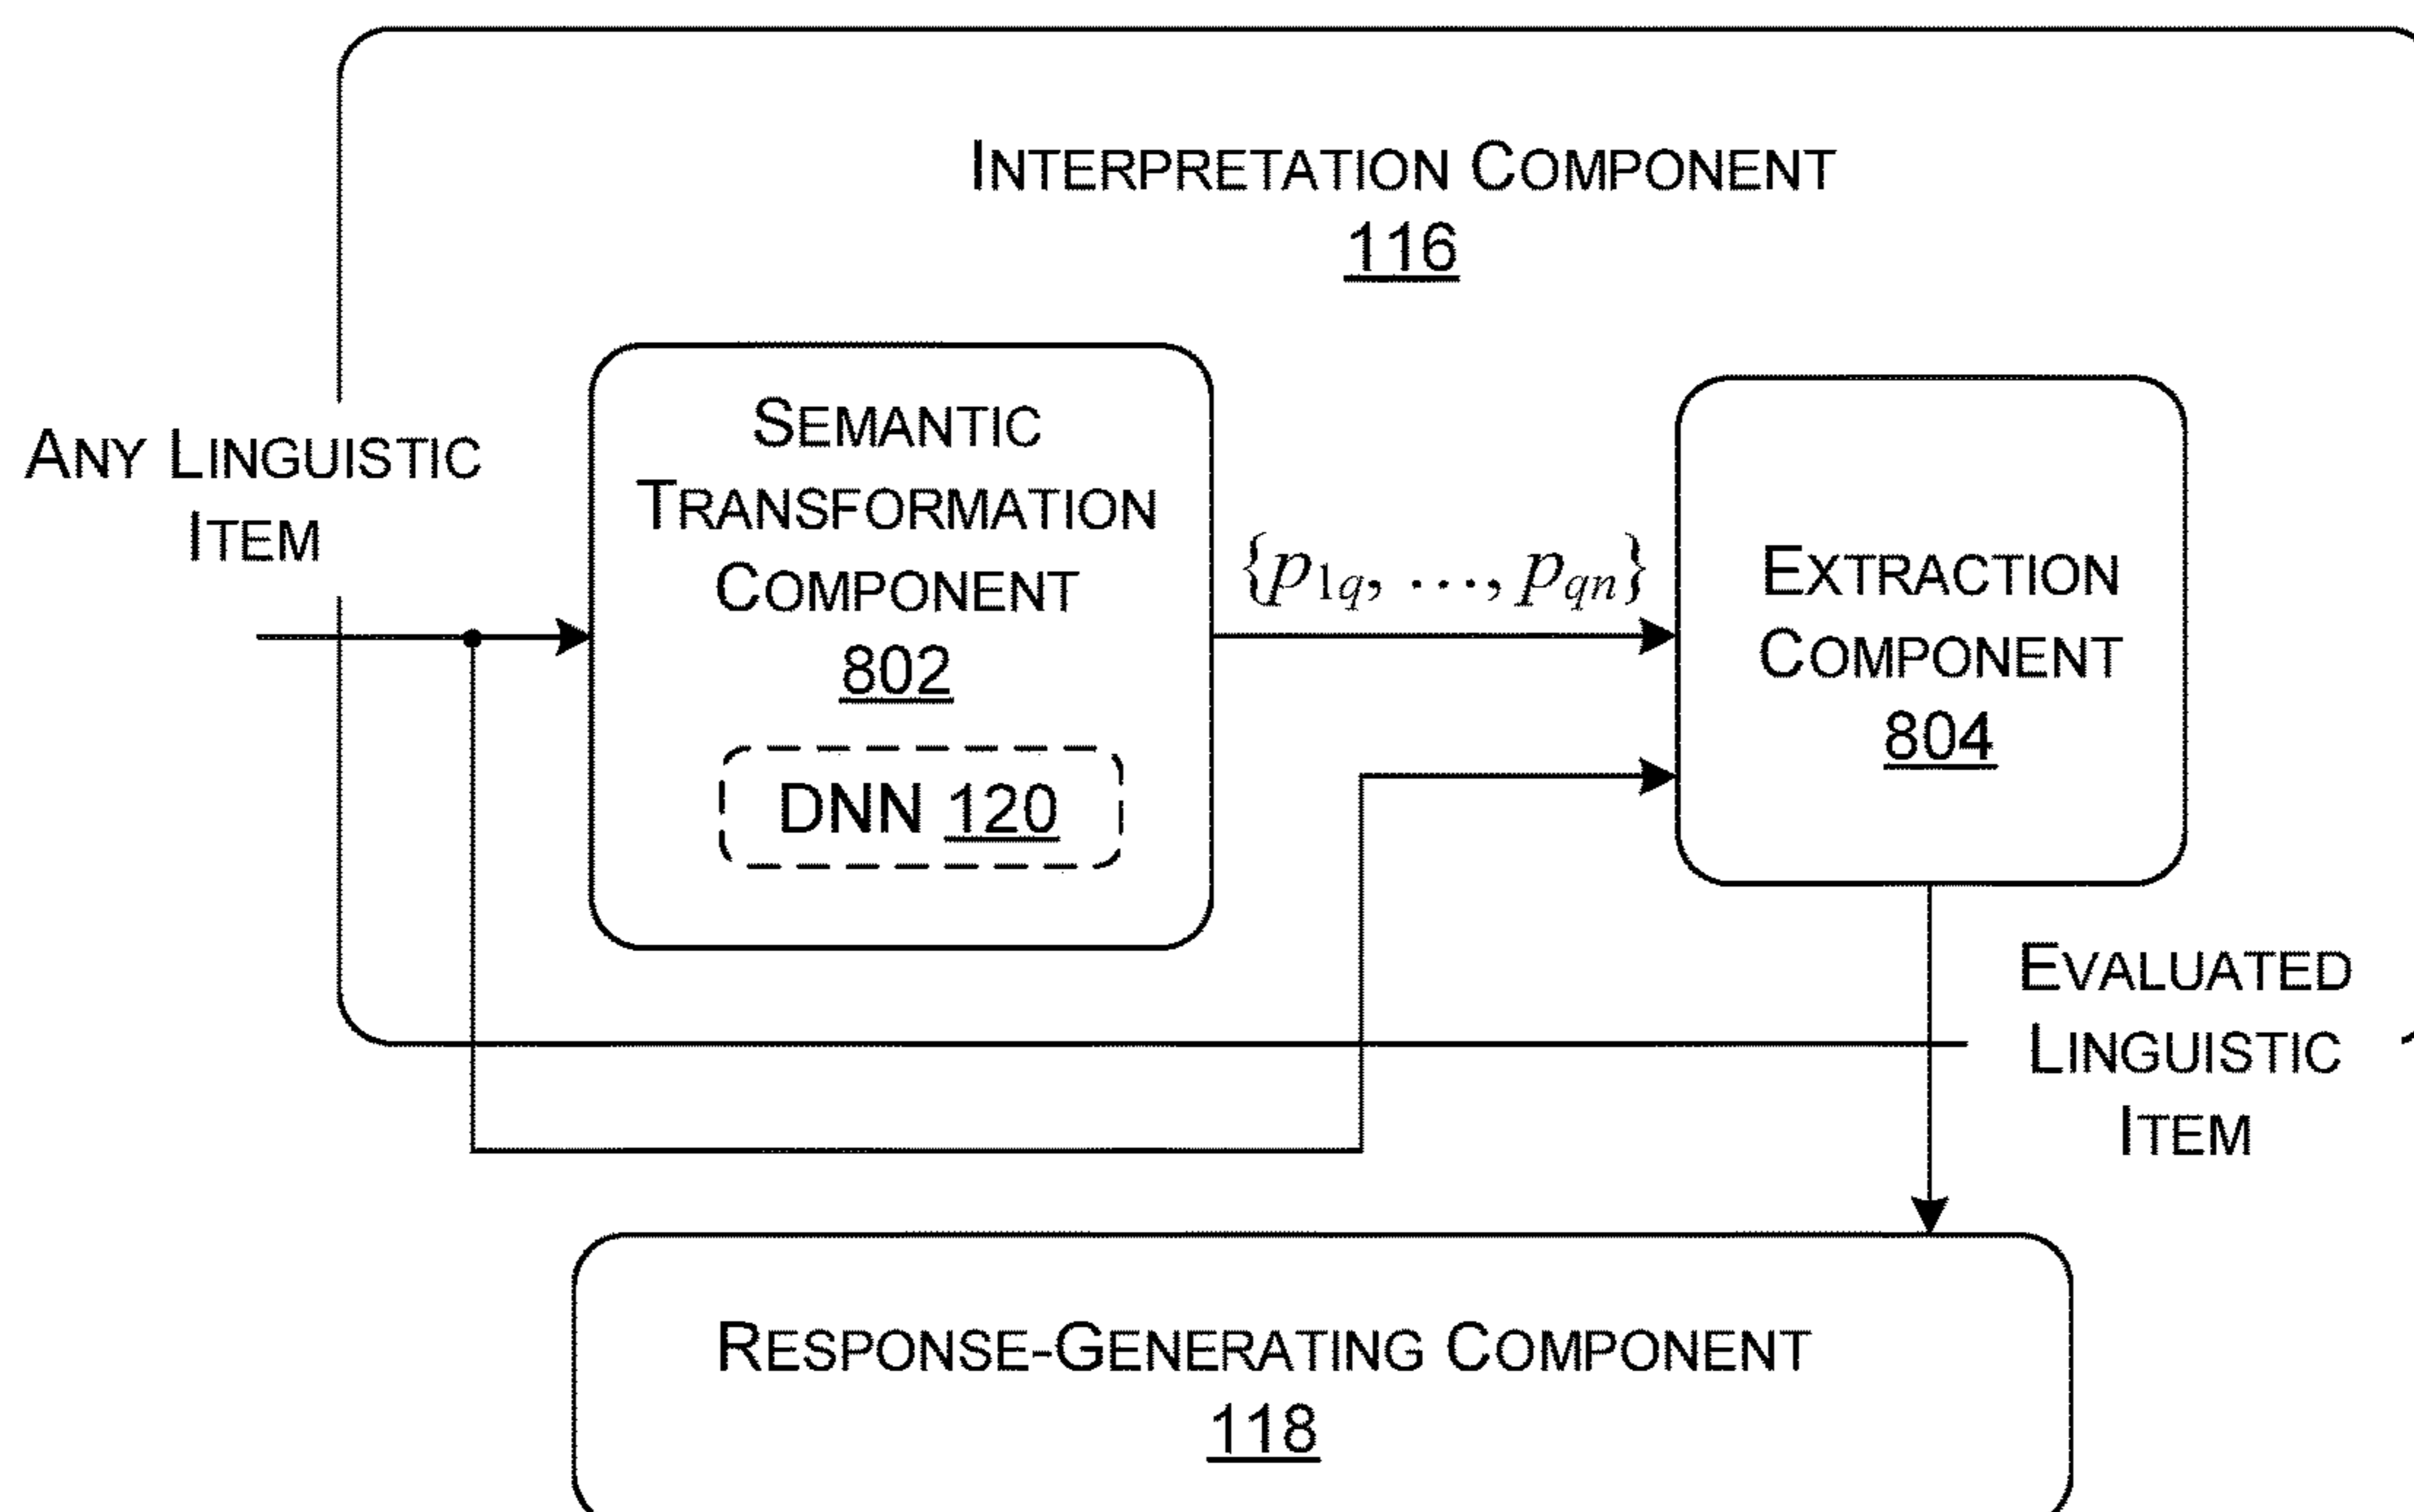 INTERPRETATION COMPONENT
116
ANY LINGUISTIC
ITEM
SEMANTIC
TRANSFORMATION
COMPONENT
802
DNN 120
{p1q, ..., pqn}
EXTRACTION
COMPONENT
804
EVALUATED
LINGUISTIC
ITEM
RESPONSE-GENERATING COMPONENT
118